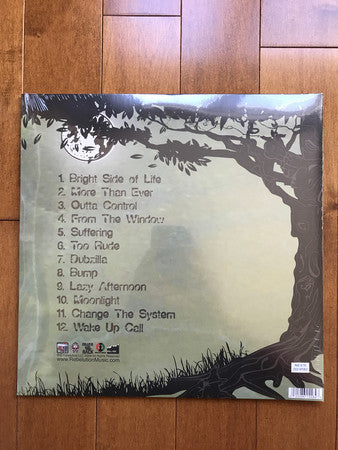 1. Bright Side of Life
2. More Than Ever
3. Outta Control
4. From The Window
5. Suffering
6. Too Rude
7. Dubzilla
8. Bump
9. Lazy Afternoon
10. Moonlight
11. Change The System
12. Wake Up Call
www.RebelutionMusic.com